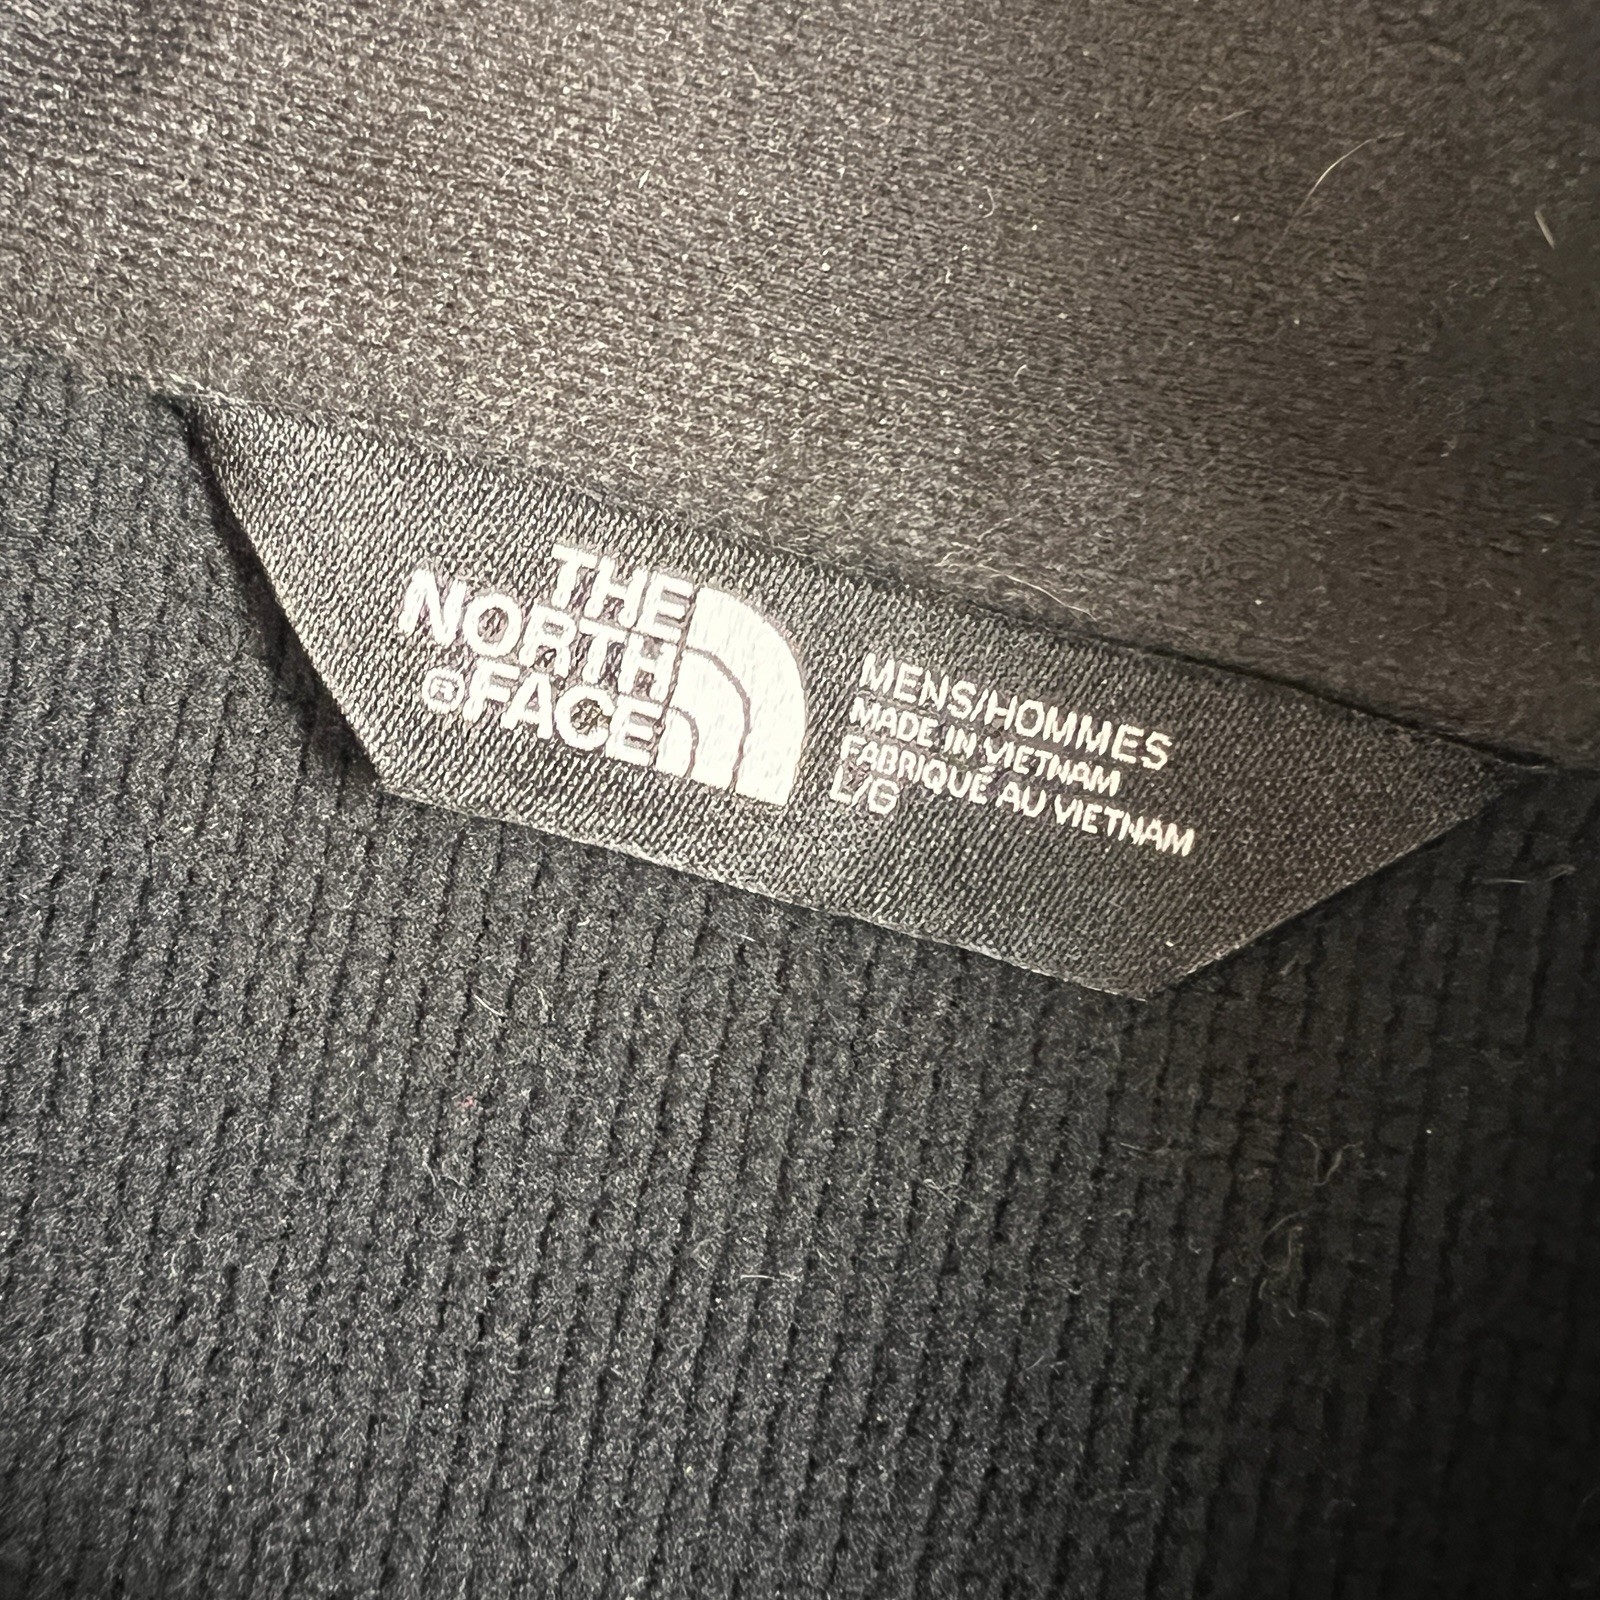 THE
NORTH
®FACE
MENS/HOMMES
MADE IN VIETNAM
FABRIQUÉ AU VIETNAM
L/G